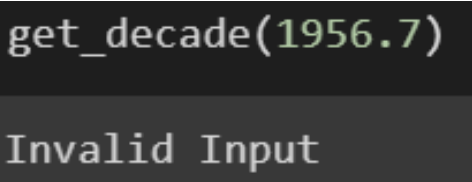 get_decade(1956.7)
Invalid Input